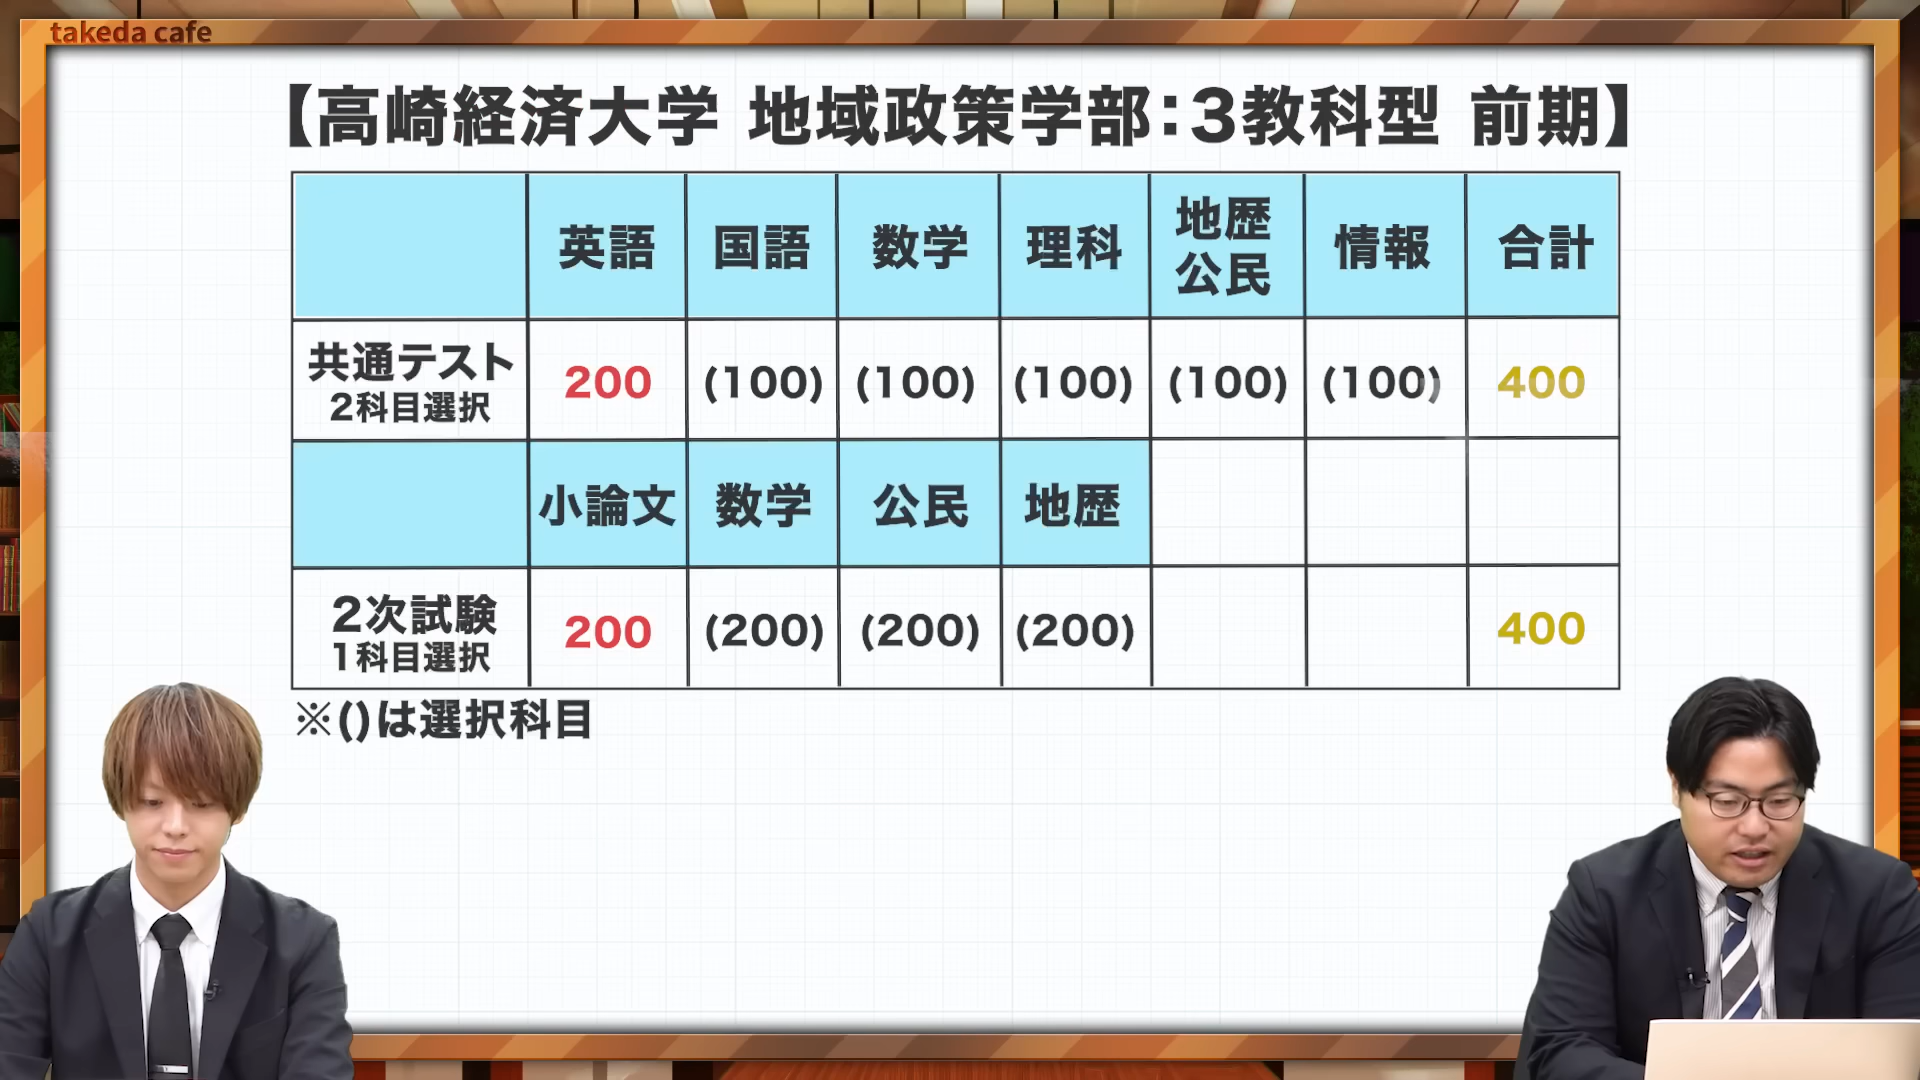 takeda cafe
【高崎経済大学 地域政策学部:3教科型 前期】
英語 国語 数学 理科 地歴公民 情報 合計
共通テスト 2科目選択 200 (100) (100) (100) (100) (100) 400
小論文 数学 公民 地歴
2次試験 1科目選択 200 (200) (200) (200) 400
※()は選択科目